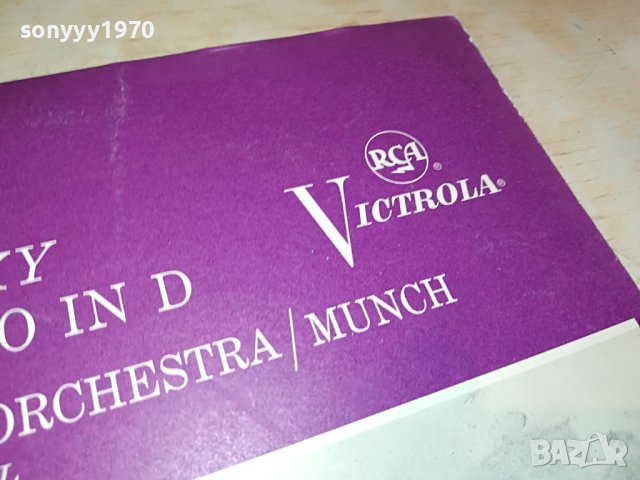 sonyyy1970
RCA
VICTROLA
KY
O IN D
ORCHESTRA/MUNCH
BAZAR